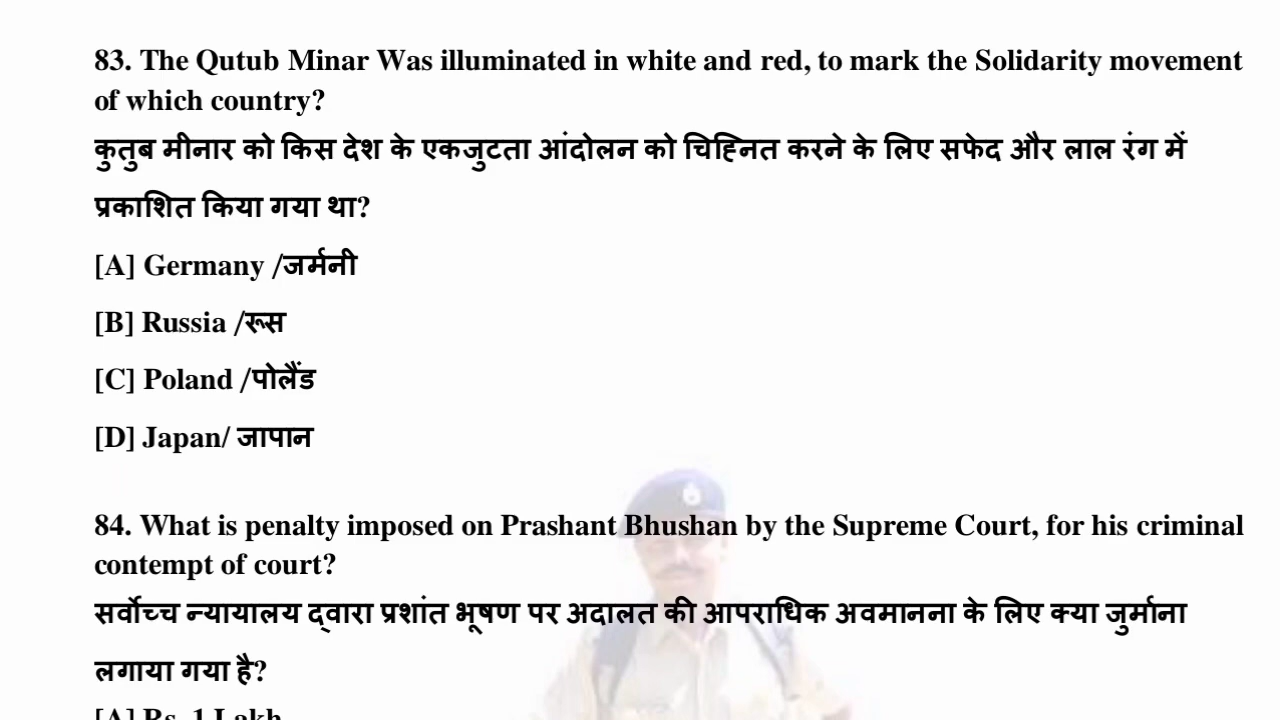 83. The Qutub Minar Was illuminated in white and red, to mark the Solidarity movement
of which country?
कुतुब मीनार को किस देश के एकजुटता आंदोलन को चिह्नित करने के लिए सफेद और लाल रंग में
प्रकाशित किया गया था?
[A] Germany /जर्मनी
[B] Russia /रूस
[C] Poland /पोलैंड
[D] Japan/ जापान
84. What is penalty imposed on Prashant Bhushan by the Supreme Court, for his criminal
contempt of court?
सर्वोच्च न्यायालय द्वारा प्रशांत भूषण पर अदालत की आपराधिक अवमानना के लिए क्या जुर्माना
लगाया गया है?
[A] Rs. 1 Lakh